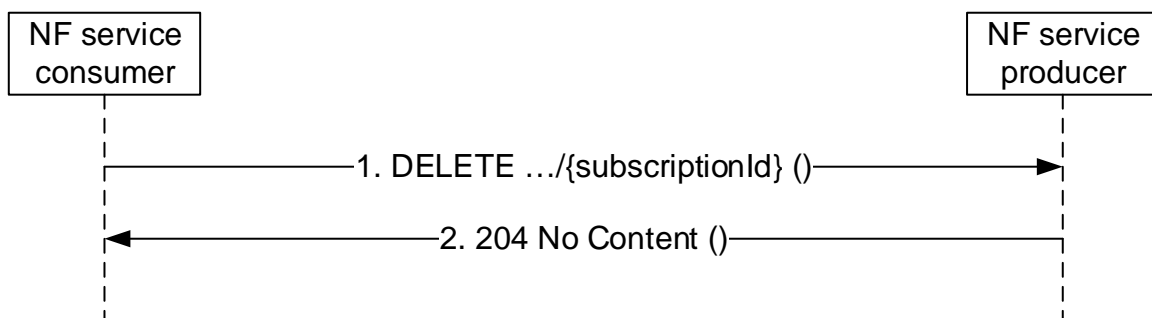 NF service
consumer
NF service
producer
1. DELETE …/{subscriptionId} ()
2. 204 No Content ()